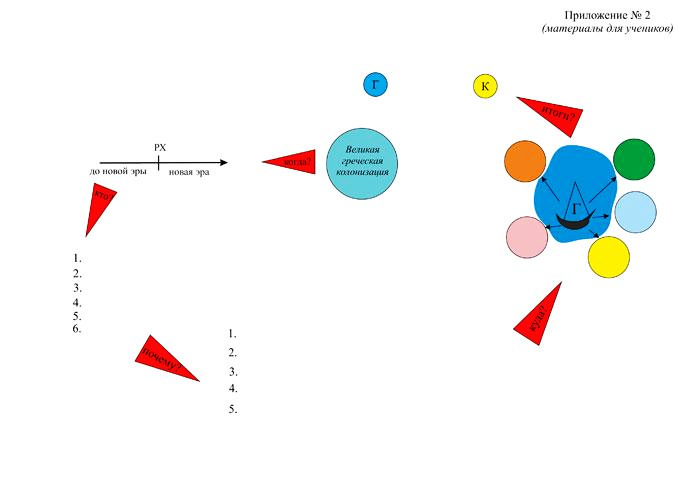 Приложение № 2
(материалы для учеников)
Г
К
итоги?
РХ
Великая
греческая
колонизация
когда?
до новой эры
новая эра
кто?
Г
1.
2.
3.
4.
5.
6.
куда?
почему?
1.
2.
3.
4.
5.